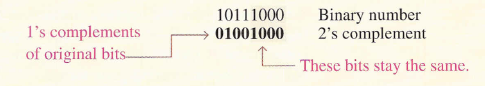 10111000 Binary number
1's complements 01001000 2's complement
of original bits
These bits stay the same.